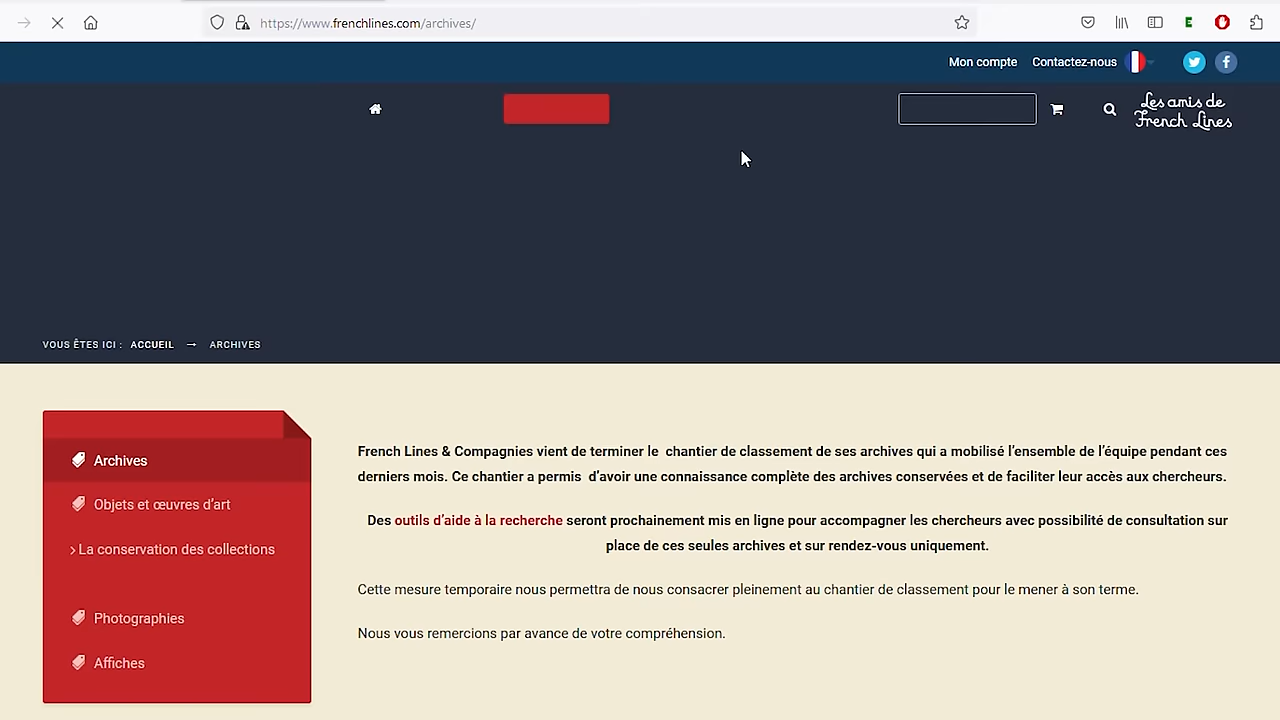 https://www.frenchlines.com/archives/
Mon compte Contactez-nous
Les amis de
French Lines
VOUS ÊTES ICI : ACCUEIL → ARCHIVES
Archives
Objets et œuvres d'art
› La conservation des collections
Photographies
Affiches
French Lines & Compagnies vient de terminer le chantier de classement de ses archives qui a mobilisé l'ensemble de l'équipe pendant ces
derniers mois. Ce chantier a permis d'avoir une connaissance complète des archives conservées et de faciliter leur accès aux chercheurs.
Des outils d'aide à la recherche seront prochainement mis en ligne pour accompagner les chercheurs avec possibilité de consultation sur
place de ces seules archives et sur rendez-vous uniquement.
Cette mesure temporaire nous permettra de nous consacrer pleinement au chantier de classement pour le mener à son terme.
Nous vous remercions par avance de votre compréhension.